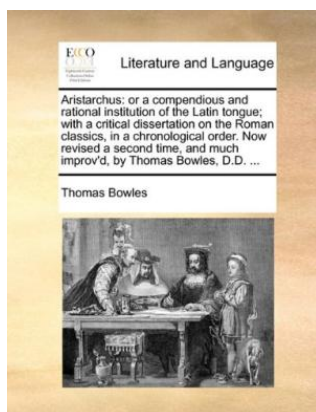 ECCO
Literature and Language
Aristarchus: or a compendious and
rational institution of the Latin tongue;
with a critical dissertation on the Roman
classics, in a chronological order. Now
revised a second time, and much
improv'd, by Thomas Bowles, D.D. ...
Thomas Bowles